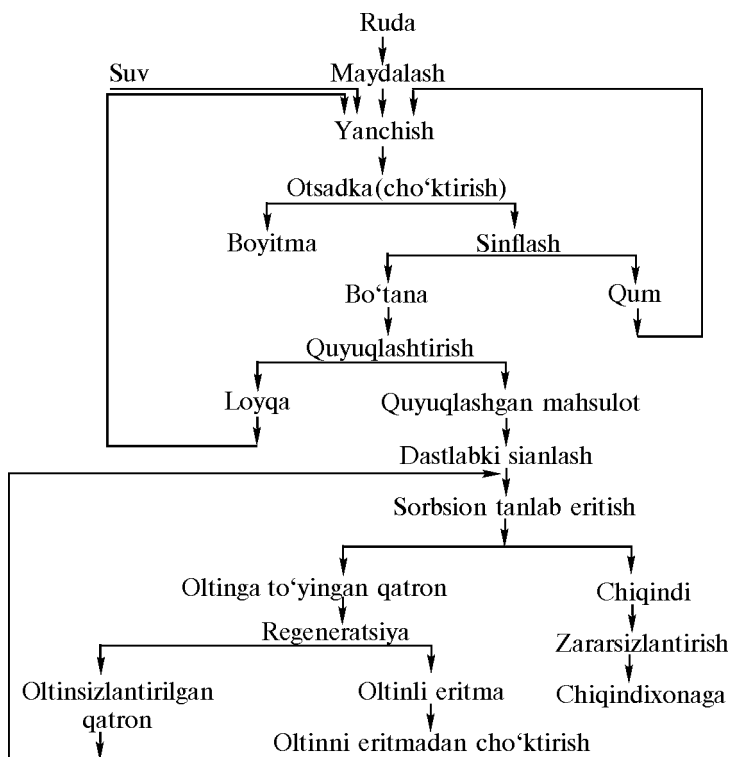 Ruda
Suv
Maydalash
Yanchish
Otsadka(cho‘ktirish)
Boyitma
Sinflash
Bo‘tana
Qum
Quyuqlashtirish
Loyqa
Quyuqlashgan mahsulot
Dastlabki sianlash
Sorbsion tanlab eritish
Oltinga to‘yingan qatron
Chiqindi
Regeneratsiya
Zararsizlantirish
Oltinsizlantirilgan
qatron
Oltinli eritma
Chiqindixonaga
Oltinni eritmadan cho‘ktirish